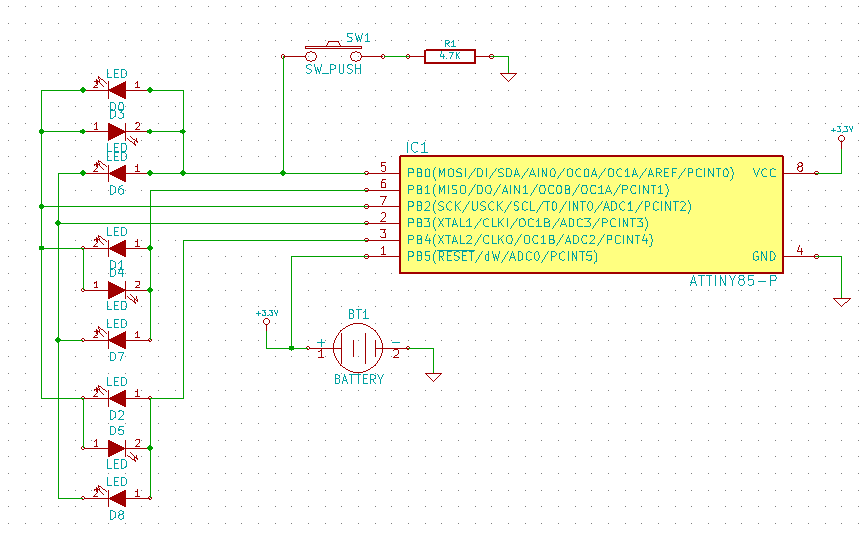 SW1
SW_PUSH
R1
4.7K
LED
2 1
D0
D3
1 2
LED
LED
2 1
D6
LED
2 1
D1
D4
1 2
LED
LED
2 1
D7
LED
2 1
D2
D5
1 2
LED
LED
2 1
D8
IC1
5 PB0(MOSI/DI/SDA/AIN0/OC0A/OC1A/AREF/PCINT0) VCC 8
6 PB1(MISO/DO/AIN1/OC0B/OC1A/PCINT1)
7 PB2(SCK/USCK/SCL/T0/INT0/ADC1/PCINT2)
2 PB3(XTAL1/CLKI/OC1B/ADC3/PCINT3)
3 PB4(XTAL2/CLKO/OC1B/ADC2/PCINT4)
1 PB5(RESET/dW/ADC0/PCINT5) GND 4
ATTINY85-P
+3.3V
+3.3V
BT1
+ −
1 2
BATTERY